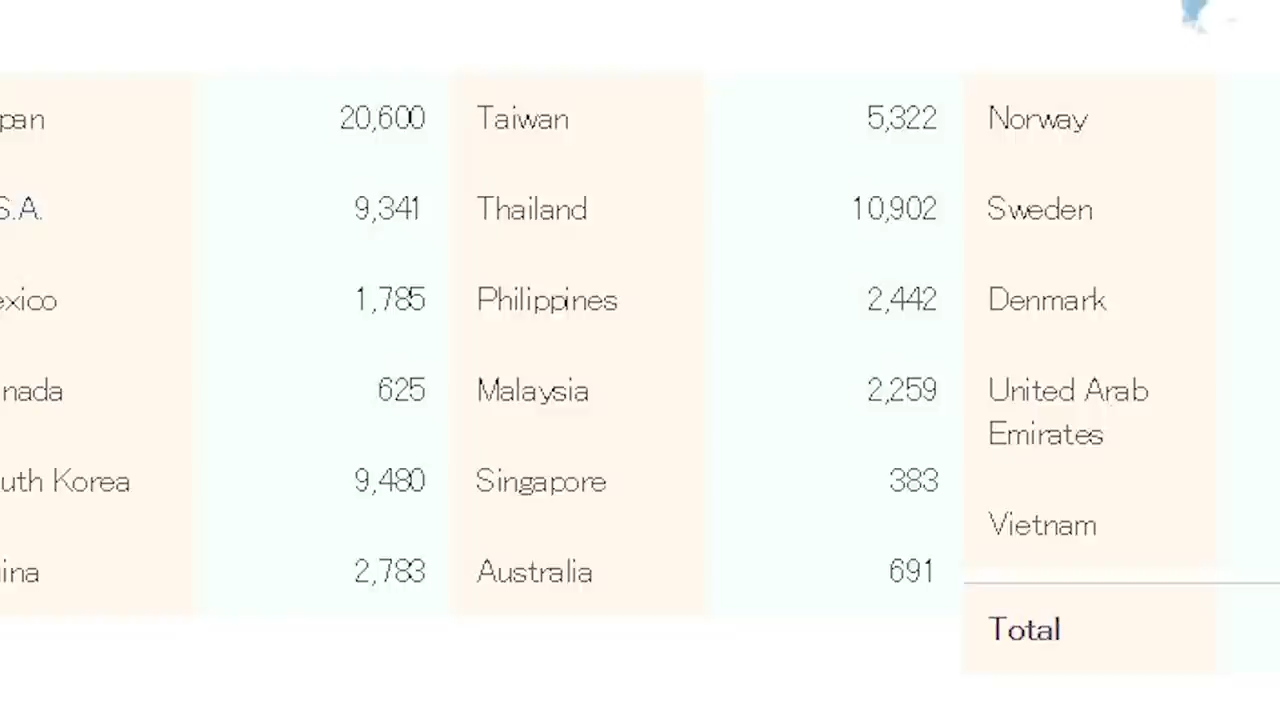 pan 20,600 Taiwan 5,322 Norway
S.A. 9,341 Thailand 10,902 Sweden
exico 1,785 Philippines 2,442 Denmark
nada 625 Malaysia 2,259 United Arab
Emirates
uth Korea 9,480 Singapore 383
Vietnam
ina 2,783 Australia 691
Total